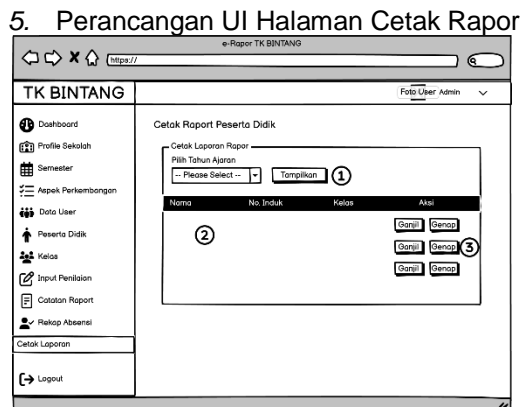 5. Perancangan UI Halaman Cetak Rapor
e-Rapor TK BINTANG
https://
TK BINTANG
Foto User Admin
Dashboard
Profile Sekolah
Semester
Aspek Perkembangan
Data User
Peserta Didik
Kelas
Input Penilaian
Catatan Raport
Rekap Absensi
Cetak Laporan
Logout
Cetak Raport Peserta Didik
Cetak Laporan Rapor
Pilih Tahun Ajaran
-- Please Select -- Tampilkan 1
Nama No. Induk Kelas Aksi
2
Ganjil Genap
Ganjil Genap 3
Ganjil Genap